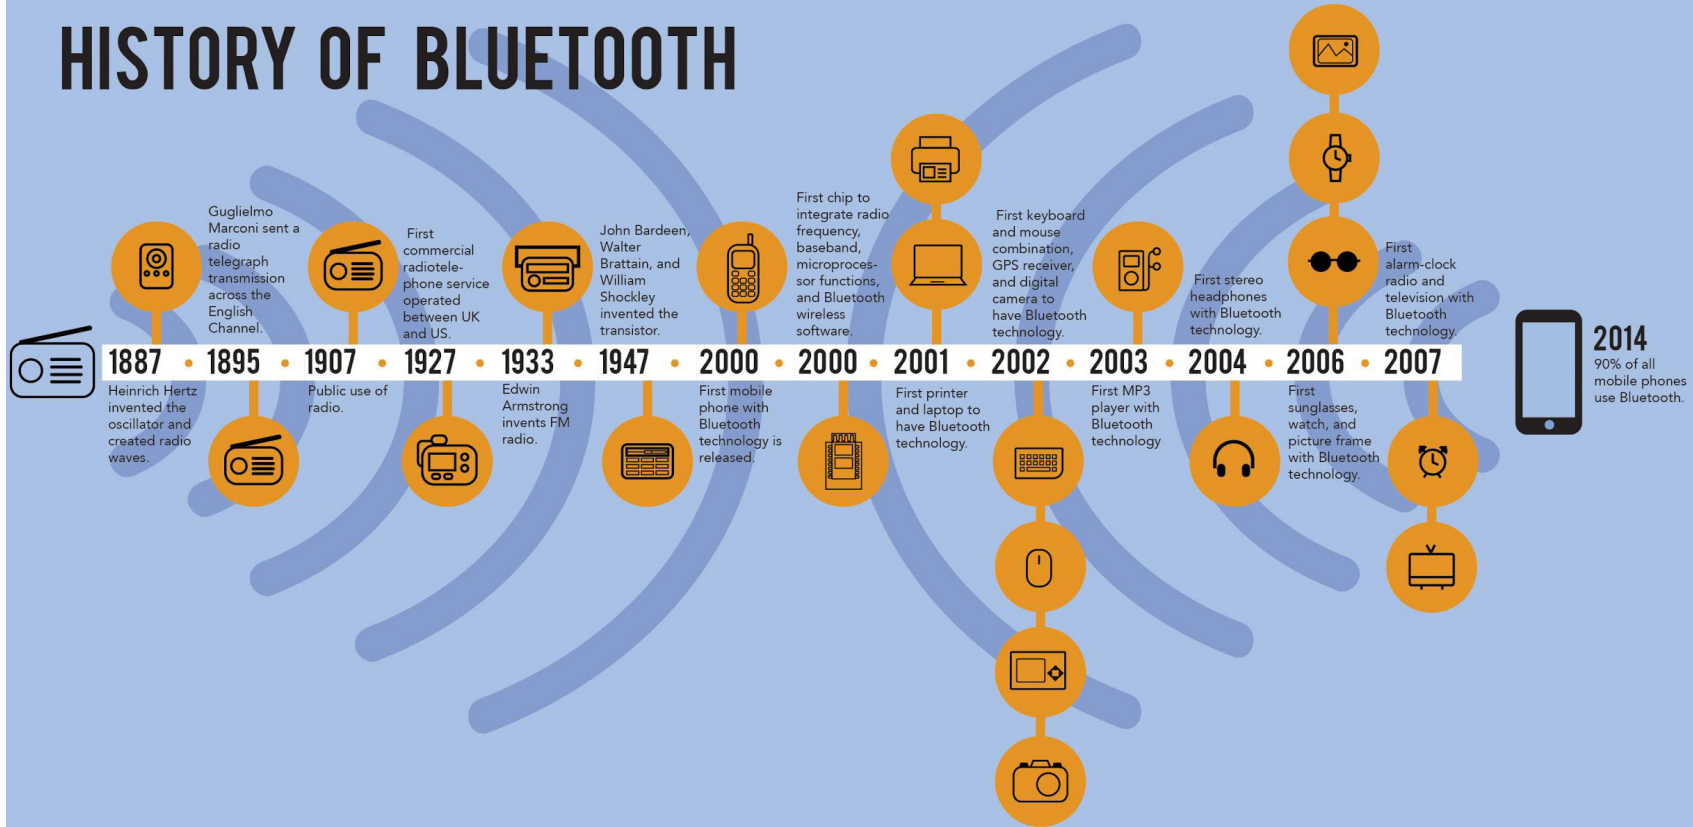 HISTORY OF BLUETOOTH
1887
Heinrich Hertz
invented the
oscillator and
created radio
waves.
Guglielmo
Marconi sent a
radio
telegraph
transmission
across the
English
Channel.
1895
1907
Public use of
radio.
First
commercial
radiotele-
phone service
operated
between UK
and US.
1927
1933
Edwin
Armstrong
invents FM
radio.
John Bardeen,
Walter
Brattain, and
William
Shockley
invented the
transistor.
1947
2000
First mobile
phone with
Bluetooth
technology is
released.
First chip to
integrate radio
frequency,
baseband,
microproces-
sor functions,
and Bluetooth
wireless
software.
2000
2001
First printer
and laptop to
have Bluetooth
technology.
First keyboard
and mouse
combination,
GPS receiver,
and digital
camera to
have Bluetooth
technology.
2002
2003
First MP3
player with
Bluetooth
technology
First stereo
headphones
with Bluetooth
technology.
2004
2006
First
sunglasses,
watch, and
picture frame
with Bluetooth
technology.
First
alarm-clock
radio and
television with
Bluetooth
technology.
2007
2014
90% of all
mobile phones
use Bluetooth.